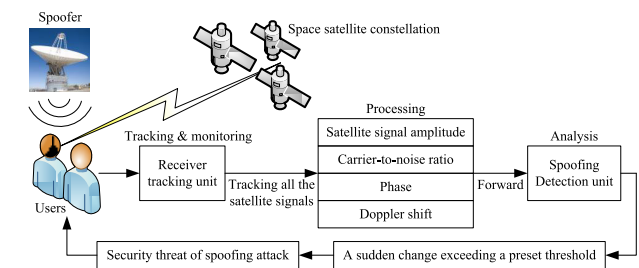 Spoofer
Space satellite constellation
Processing
Tracking & monitoring
Satellite signal amplitude
Analysis
Receiver
tracking unit
Carrier-to-noise ratio
Spoofing
Detection unit
Tracking all the
satellite signals
Phase
Forward
Doppler shift
Users
Security threat of spoofing attack
A sudden change exceeding a preset threshold